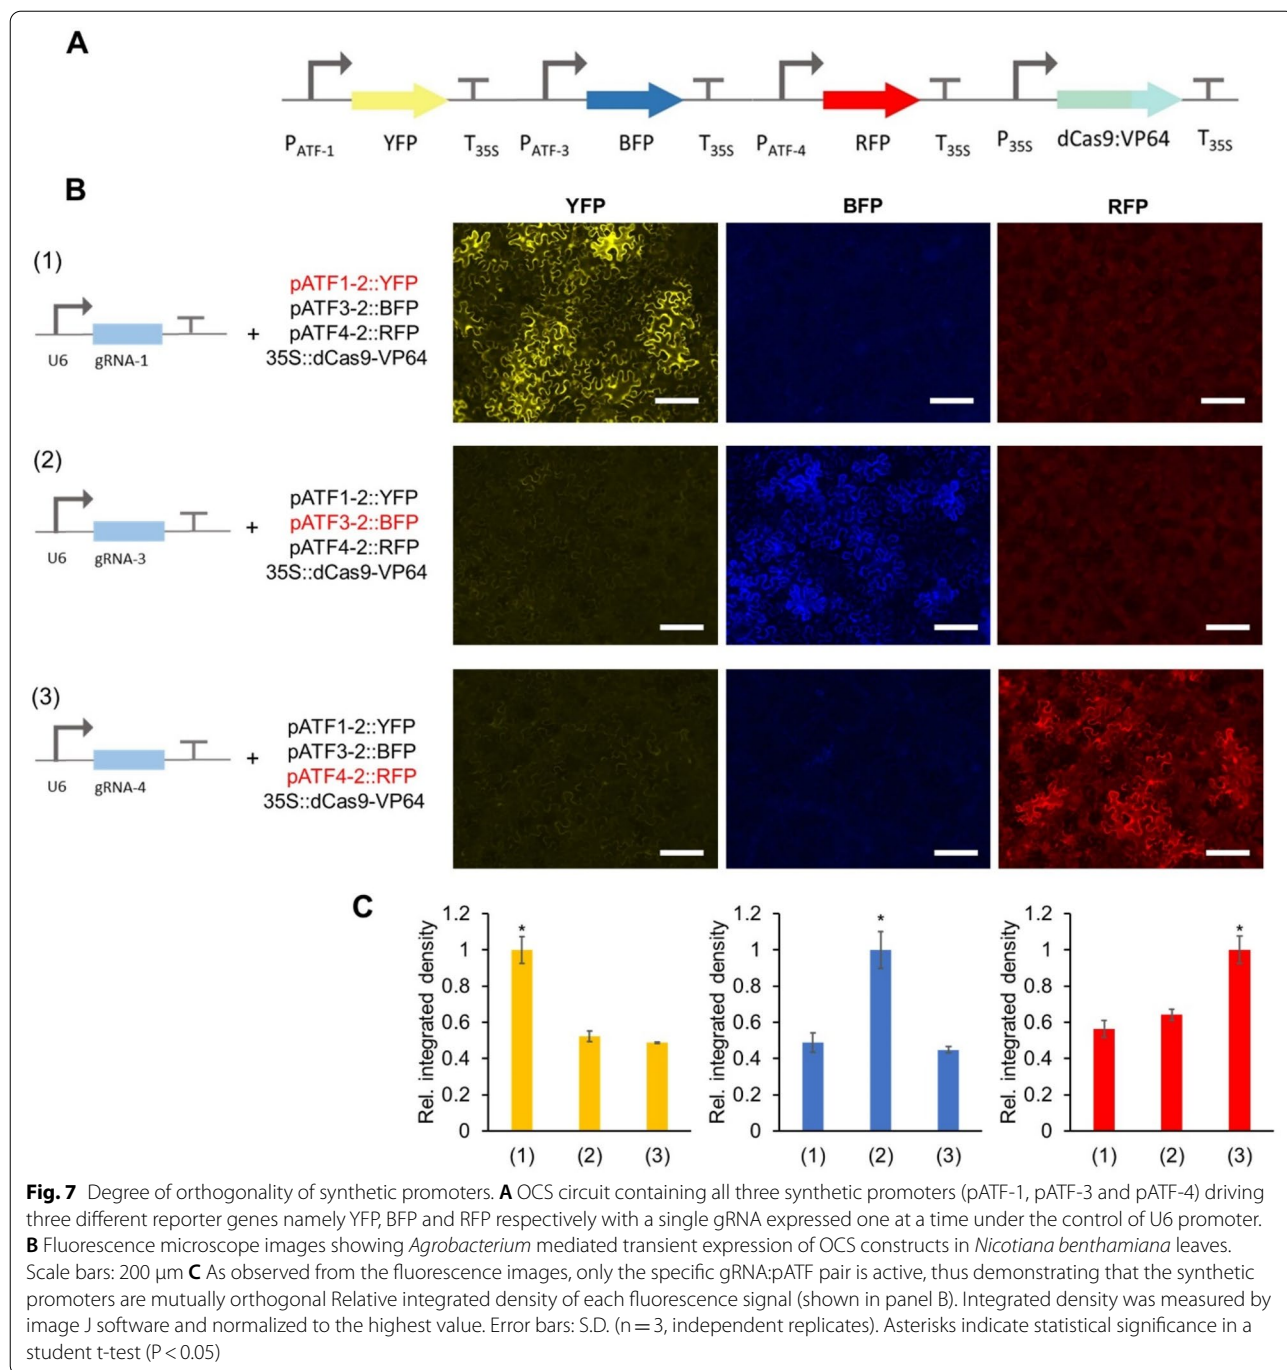 A
P_ATF-1 YFP T_35S P_ATF-3 BFP T_35S P_ATF-4 RFP T_35S P_35S dCas9:VP64 T_35S
B
YFP BFP RFP
(1)
U6 gRNA-1
+
pATF1-2::YFP
pATF3-2::BFP
pATF4-2::RFP
35S::dCas9-VP64
(2)
U6 gRNA-3
+
pATF1-2::YFP
pATF3-2::BFP
pATF4-2::RFP
35S::dCas9-VP64
(3)
U6 gRNA-4
+
pATF1-2::YFP
pATF3-2::BFP
pATF4-2::RFP
35S::dCas9-VP64
C
Rel. integrated density
1.2
1
0.8
0.6
0.4
0.2
0
*
(1) (2) (3)
Rel. integrated density
1.2
1
0.8
0.6
0.4
0.2
0
*
(1) (2) (3)
Rel. integrated density
1.2
1
0.8
0.6
0.4
0.2
0
*
(1) (2) (3)
Fig. 7 Degree of orthogonality of synthetic promoters. A OCS circuit containing all three synthetic promoters (pATF-1, pATF-3 and pATF-4) driving
three different reporter genes namely YFP, BFP and RFP respectively with a single gRNA expressed one at a time under the control of U6 promoter.
B Fluorescence microscope images showing Agrobacterium mediated transient expression of OCS constructs in Nicotiana benthamiana leaves.
Scale bars: 200 μm C As observed from the fluorescence images, only the specific gRNA:pATF pair is active, thus demonstrating that the synthetic
promoters are mutually orthogonal Relative integrated density of each fluorescence signal (shown in panel B). Integrated density was measured by
image J software and normalized to the highest value. Error bars: S.D. (n = 3, independent replicates). Asterisks indicate statistical significance in a
student t-test (P < 0.05)